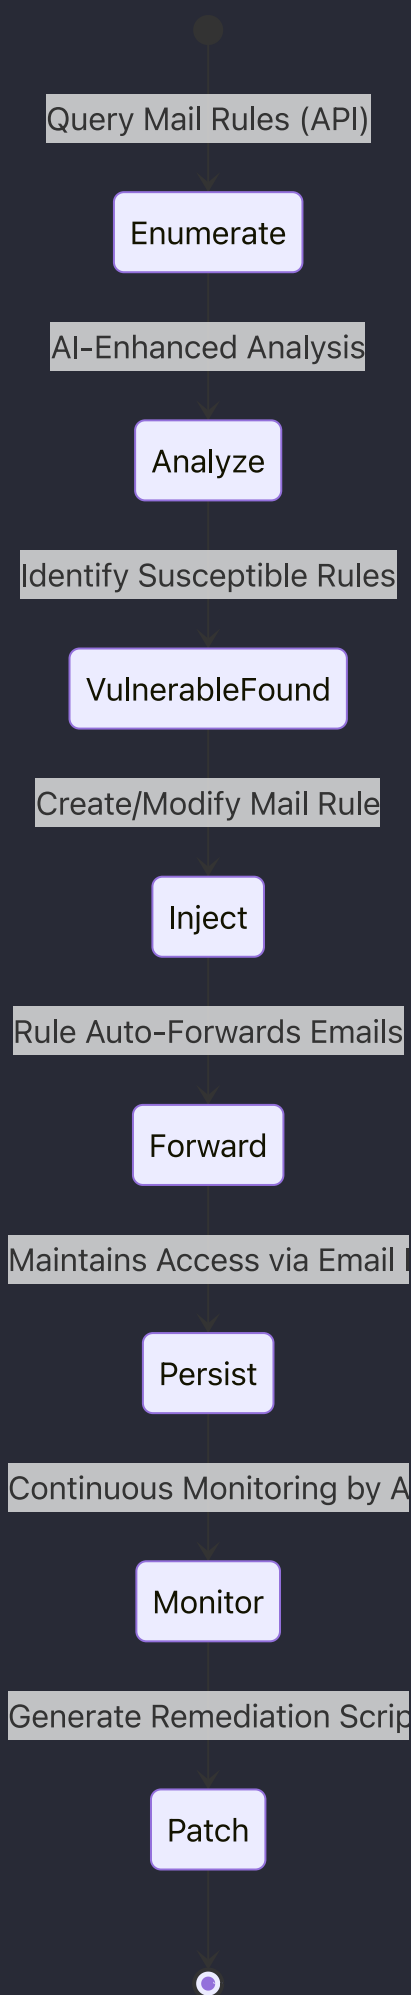 Query Mail Rules (API)
Enumerate
AI-Enhanced Analysis
Analyze
Identify Susceptible Rules
VulnerableFound
Create/Modify Mail Rule
Inject
Rule Auto-Forwards Emails
Forward
Maintains Access via Email
Persist
Continuous Monitoring by
Monitor
Generate Remediation
Patch